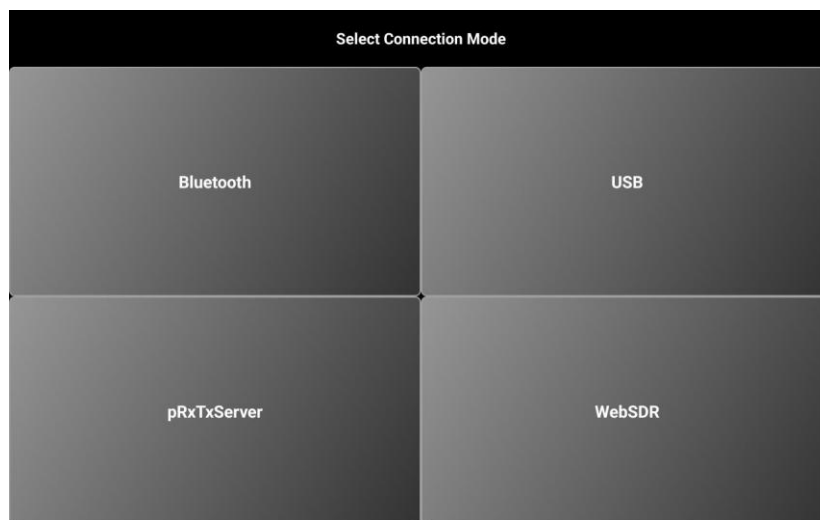 Select Connection Mode
Bluetooth
USB
pRxTxServer
WebSDR